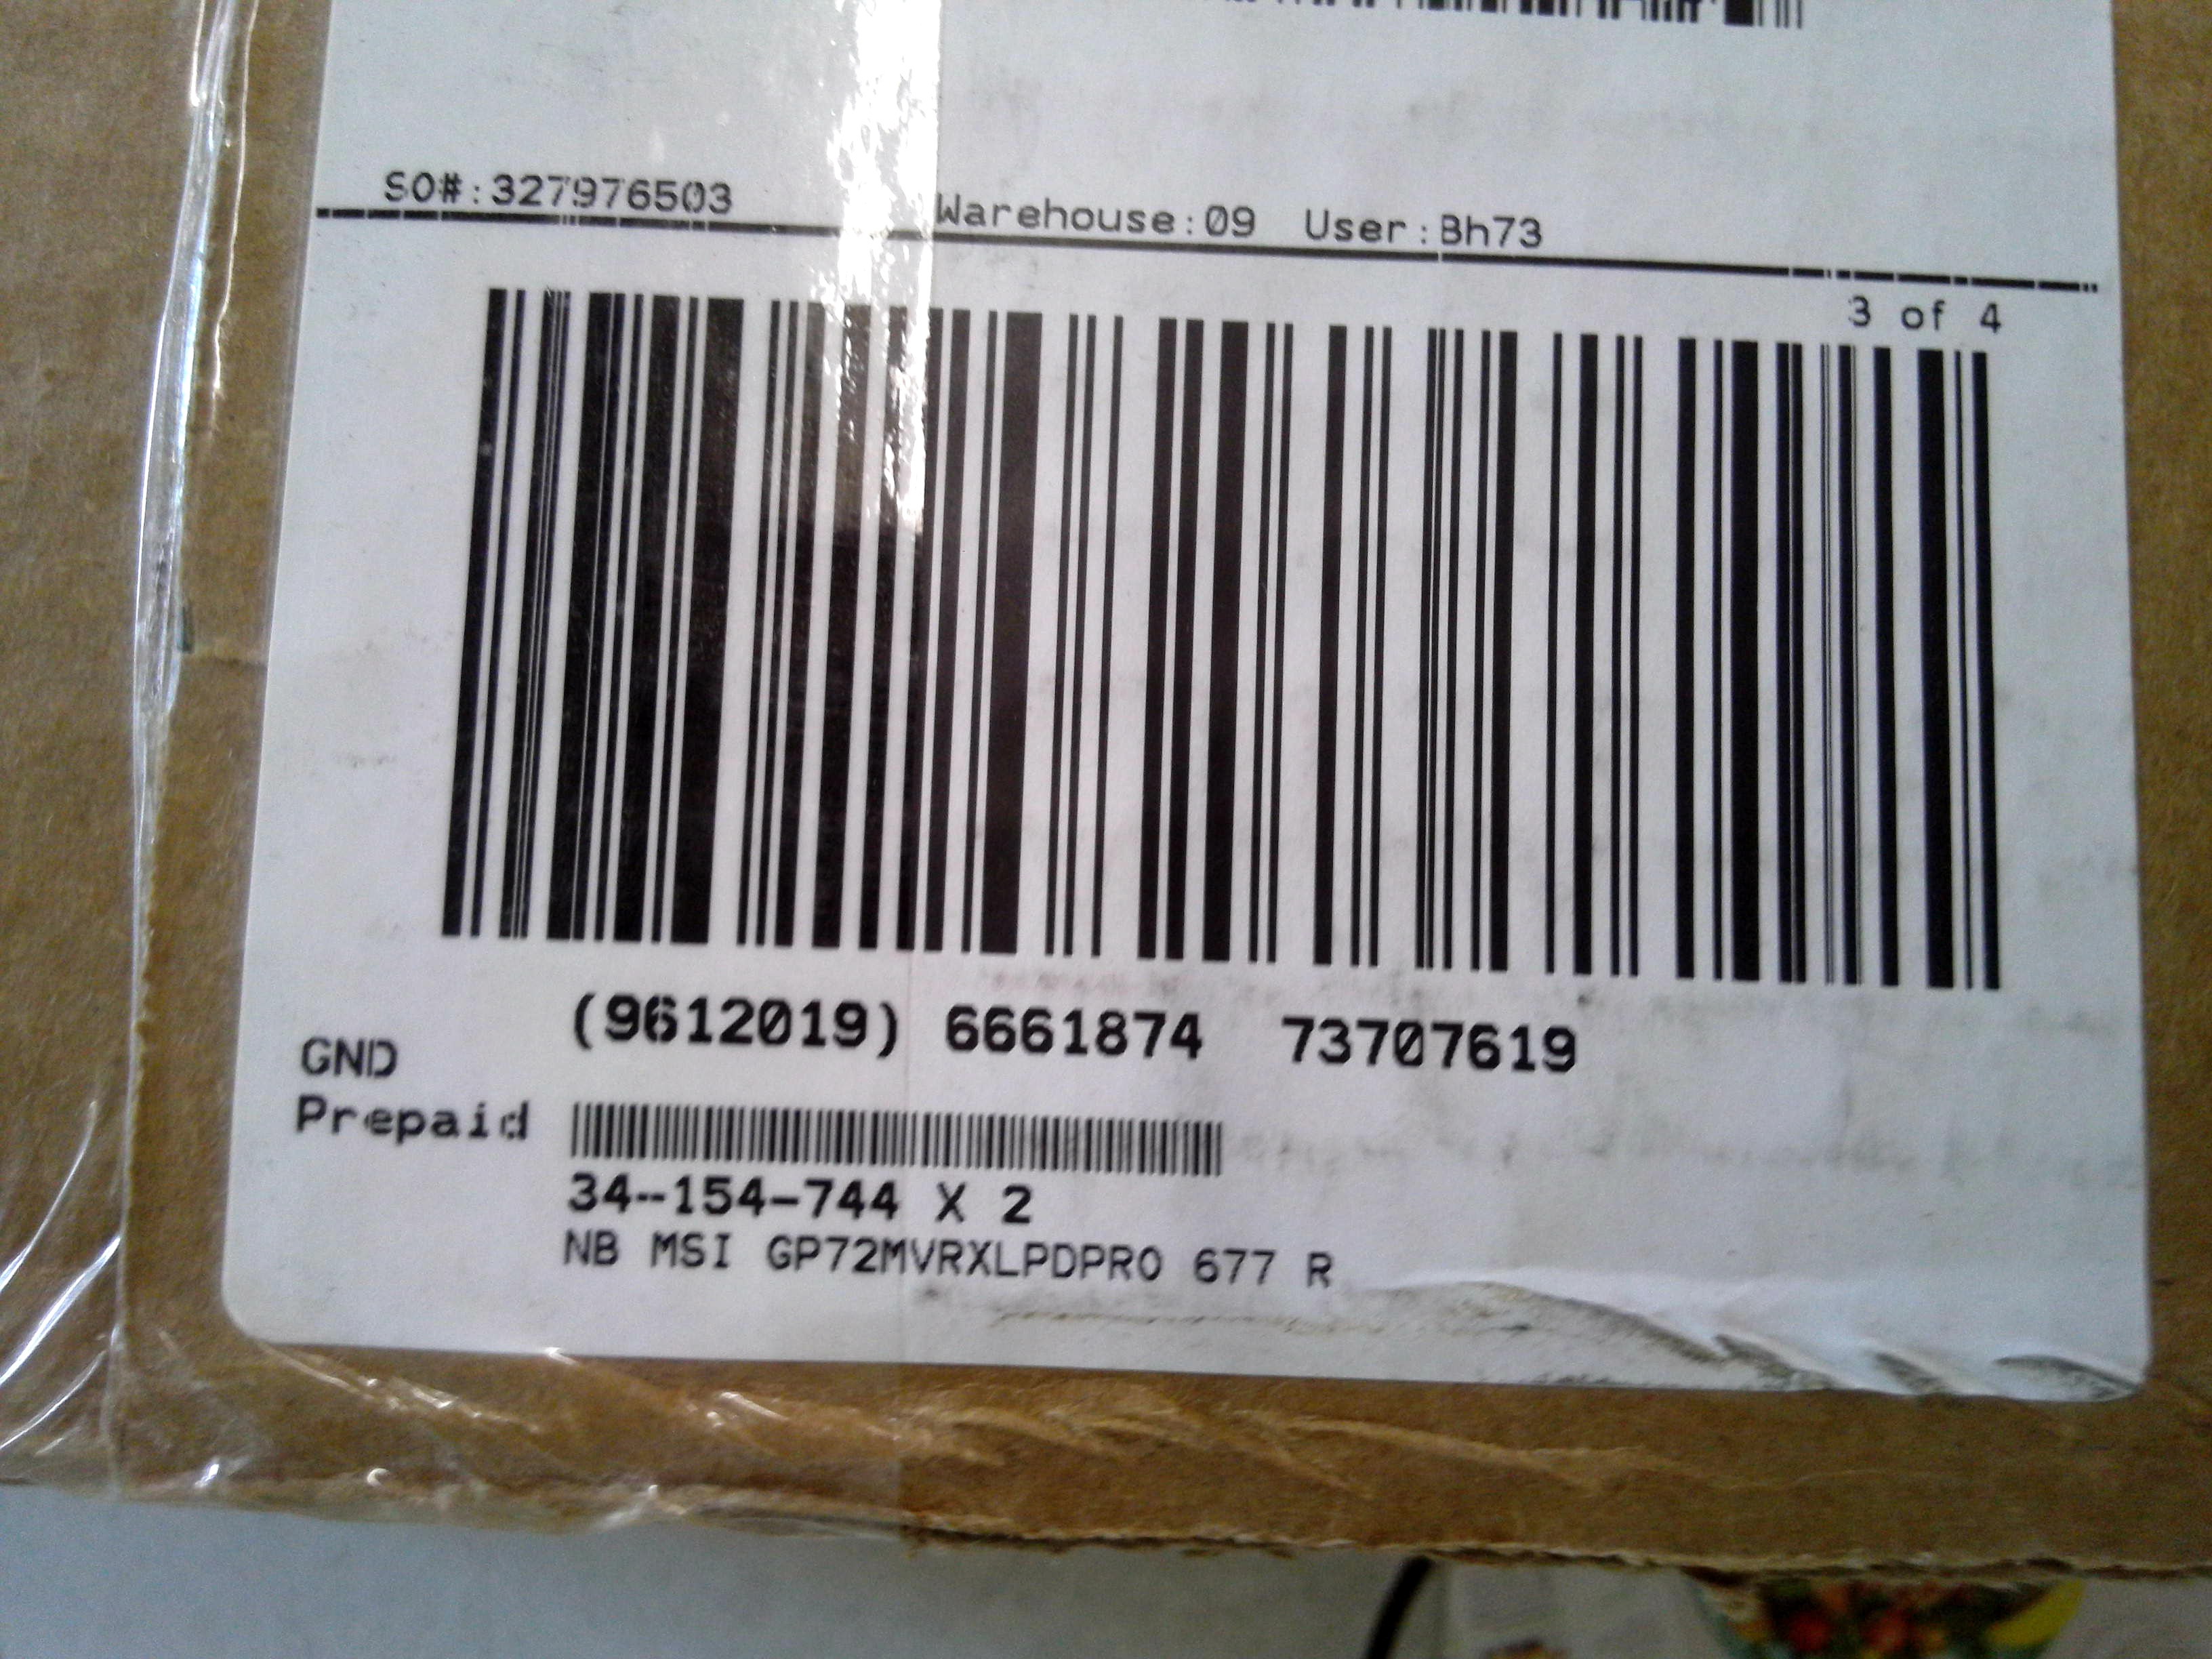 SO#:327976503 Warehouse:09 User:Bh73
3 of 4
(9612019) 6661874 73707619
GND
Prepaid
34--154-744 X 2
NB MSI GP72MVRXLPDPRO 677 R